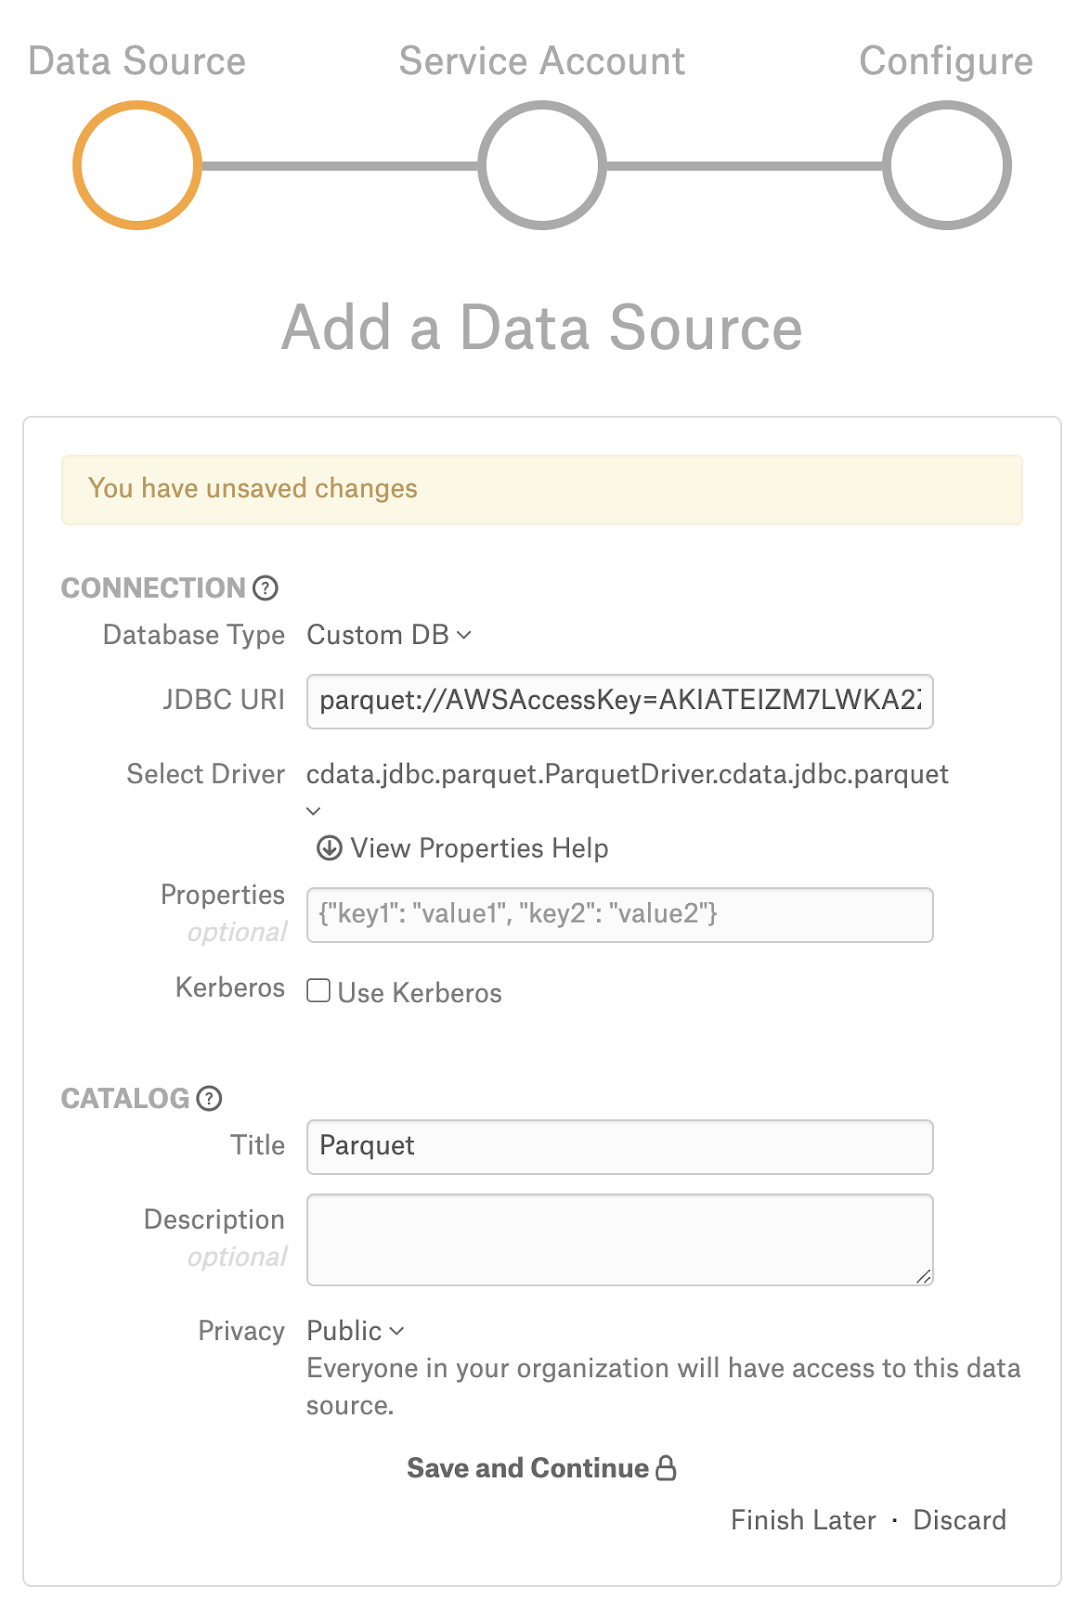 Data Source Service Account Configure
Add a Data Source
You have unsaved changes
CONNECTION ?
Database Type Custom DB
JDBC URI parquet://AWSAccessKey=AKIATEIZM7LWKA2Z
Select Driver cdata.jdbc.parquet.ParquetDriver.cdata.jdbc.parquet
View Properties Help
Properties {"key1": "value1", "key2": "value2"}
optional
Kerberos Use Kerberos
CATALOG ?
Title Parquet
Description
optional
Privacy Public
Everyone in your organization will have access to this data
source.
Save and Continue
Finish Later · Discard